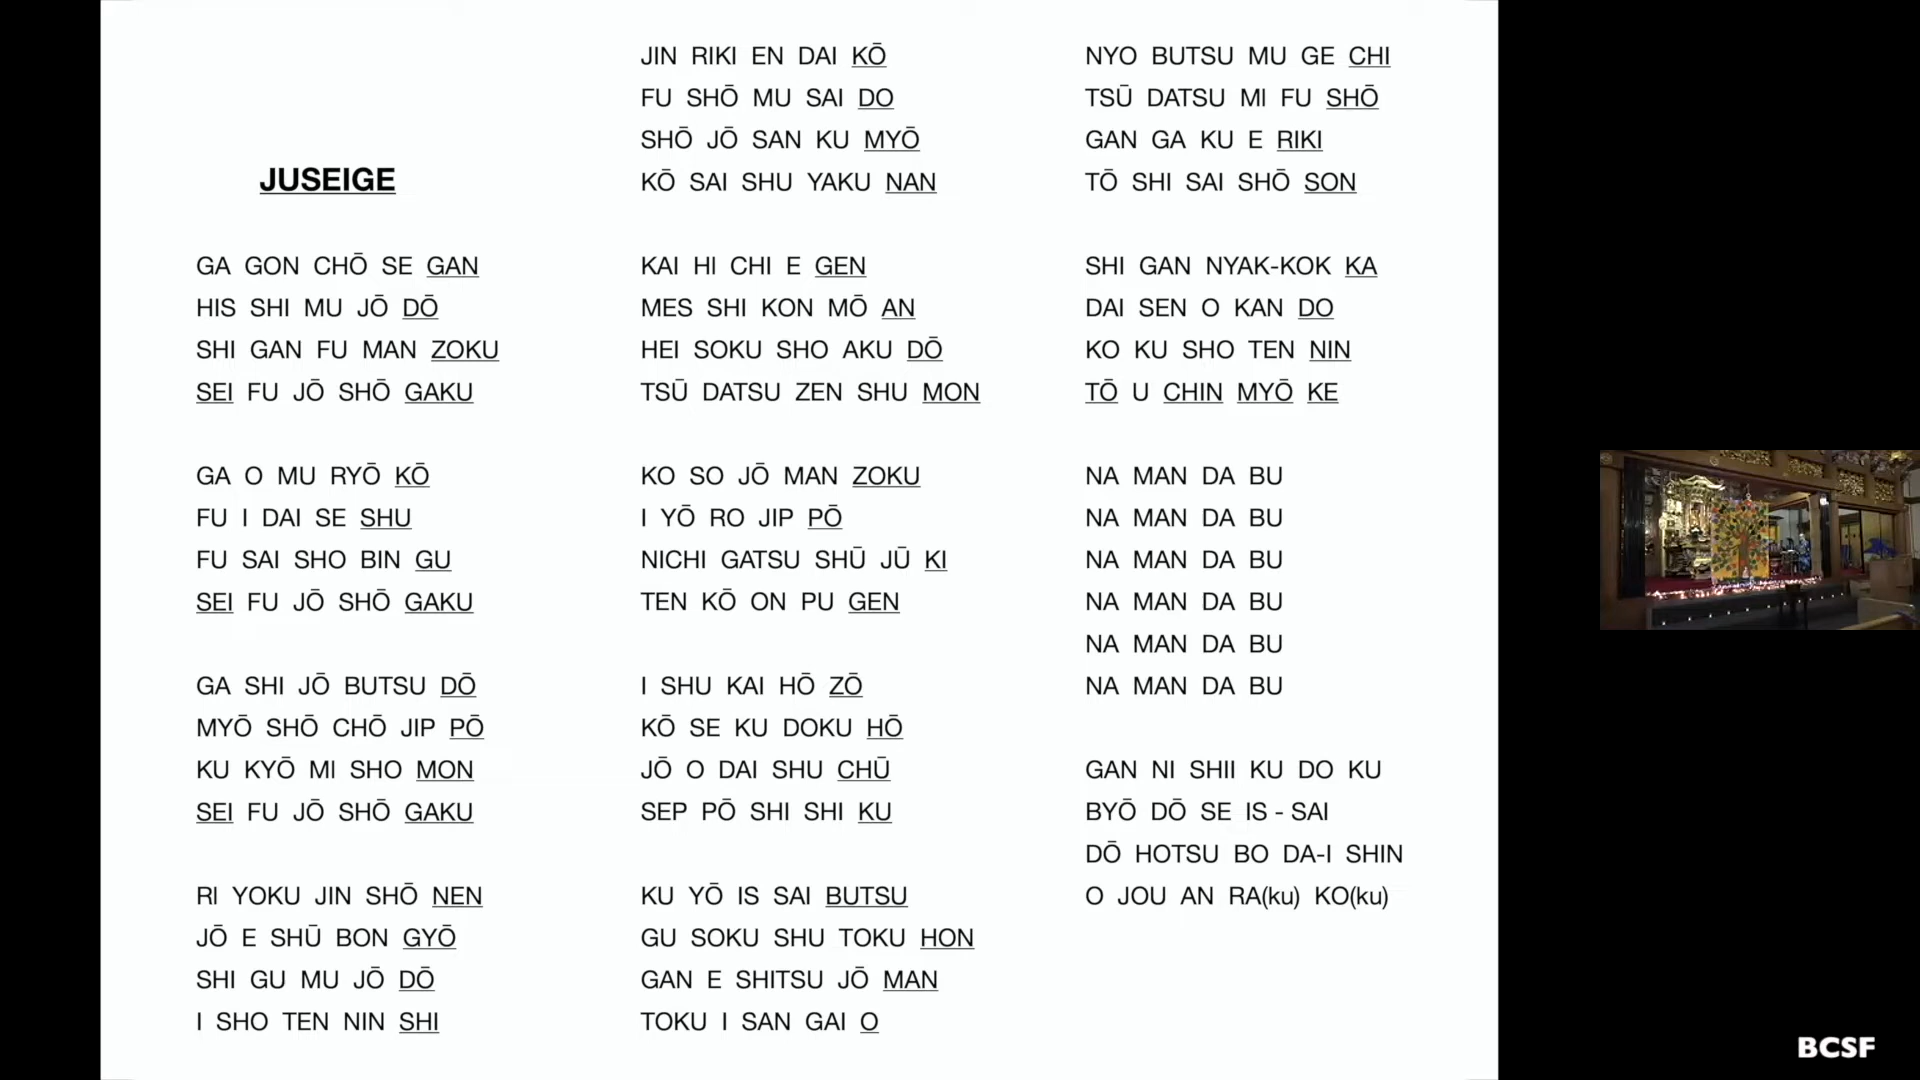 JUSEIGE
GA GON CHŌ SE GAN
HIS SHI MU JŌ DŌ
SHI GAN FU MAN ZOKU
SEI FU JŌ SHŌ GAKU
GA O MU RYŌ KŌ
FU I DAI SE SHU
FU SAI SHO BIN GU
SEI FU JŌ SHŌ GAKU
GA SHI JŌ BUTSU DŌ
MYŌ SHŌ CHŌ JIP PŌ
KU KYŌ MI SHO MON
SEI FU JŌ SHŌ GAKU
RI YOKU JIN SHŌ NEN
JŌ E SHŪ BON GYŌ
SHI GU MU JŌ DŌ
I SHO TEN NIN SHI
JIN RIKI EN DAI KŌ
FU SHŌ MU SAI DO
SHŌ JŌ SAN KU MYŌ
KŌ SAI SHU YAKU NAN
KAI HI CHI E GEN
MES SHI KON MŌ AN
HEI SOKU SHO AKU DŌ
TSŪ DATSU ZEN SHU MON
KO SO JŌ MAN ZOKU
I YŌ RO JIP PŌ
NICHI GATSU SHŪ JŪ KI
TEN KŌ ON PU GEN
I SHU KAI HŌ ZŌ
KŌ SE KU DOKU HŌ
JŌ O DAI SHU CHŪ
SEP PŌ SHI SHI KU
KU YŌ IS SAI BUTSU
GU SOKU SHU TOKU HON
GAN E SHITSU JŌ MAN
TOKU I SAN GAI O
NYO BUTSU MU GE CHI
TSŪ DATSU MI FU SHŌ
GAN GA KU E RIKI
TŌ SHI SAI SHŌ SON
SHI GAN NYAK-KOK KA
DAI SEN O KAN DO
KO KU SHO TEN NIN
TŌ U CHIN MYŌ KE
NA MAN DA BU
NA MAN DA BU
NA MAN DA BU
NA MAN DA BU
NA MAN DA BU
NA MAN DA BU
GAN NI SHII KU DO KU
BYŌ DŌ SE IS - SAI
DŌ HOTSU BO DA-I SHIN
O JOU AN RA(ku) KO(ku)
BCSF